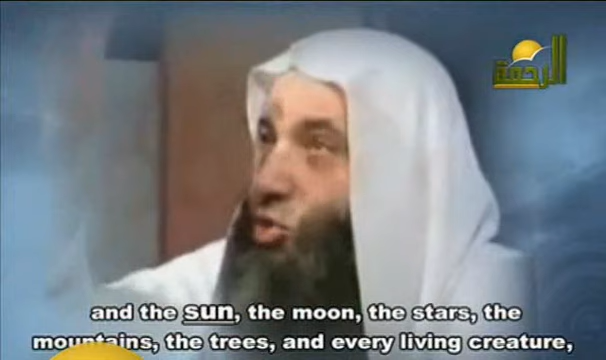 الرحمة
and the sun, the moon, the stars, the
mountains, the trees, and every living creature,